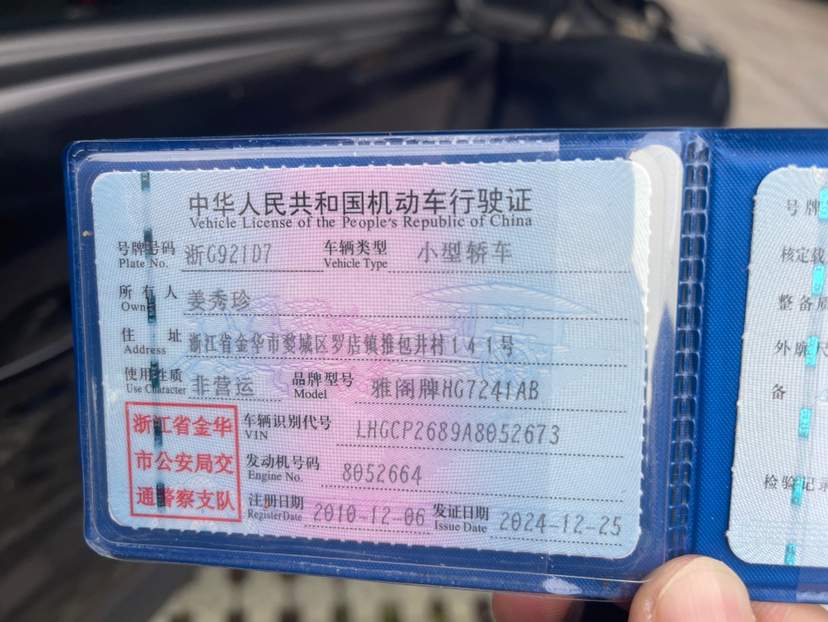 中华人民共和国机动车行驶证
Vehicle License of the People's Republic of China
号牌号码 浙G921D7 车辆类型 小型轿车
Plate No. Vehicle Type
所有人 姜秀珍
Owner
住址 浙江省金华市婺城区罗店镇推包井村141号
Address
使用性质 非营运 品牌型号 雅阁牌HG7241AB
Use Character Model
浙江省金华
市公安局交
通警察支队
车辆识别代号 LHGCP2689A8052673
VIN
发动机号码 8052664
Engine No.
注册日期 2010-12-06 发证日期 2024-12-25
Register Date Issue Date
号牌
核定载
整备质
外廓尺
备
检验记录